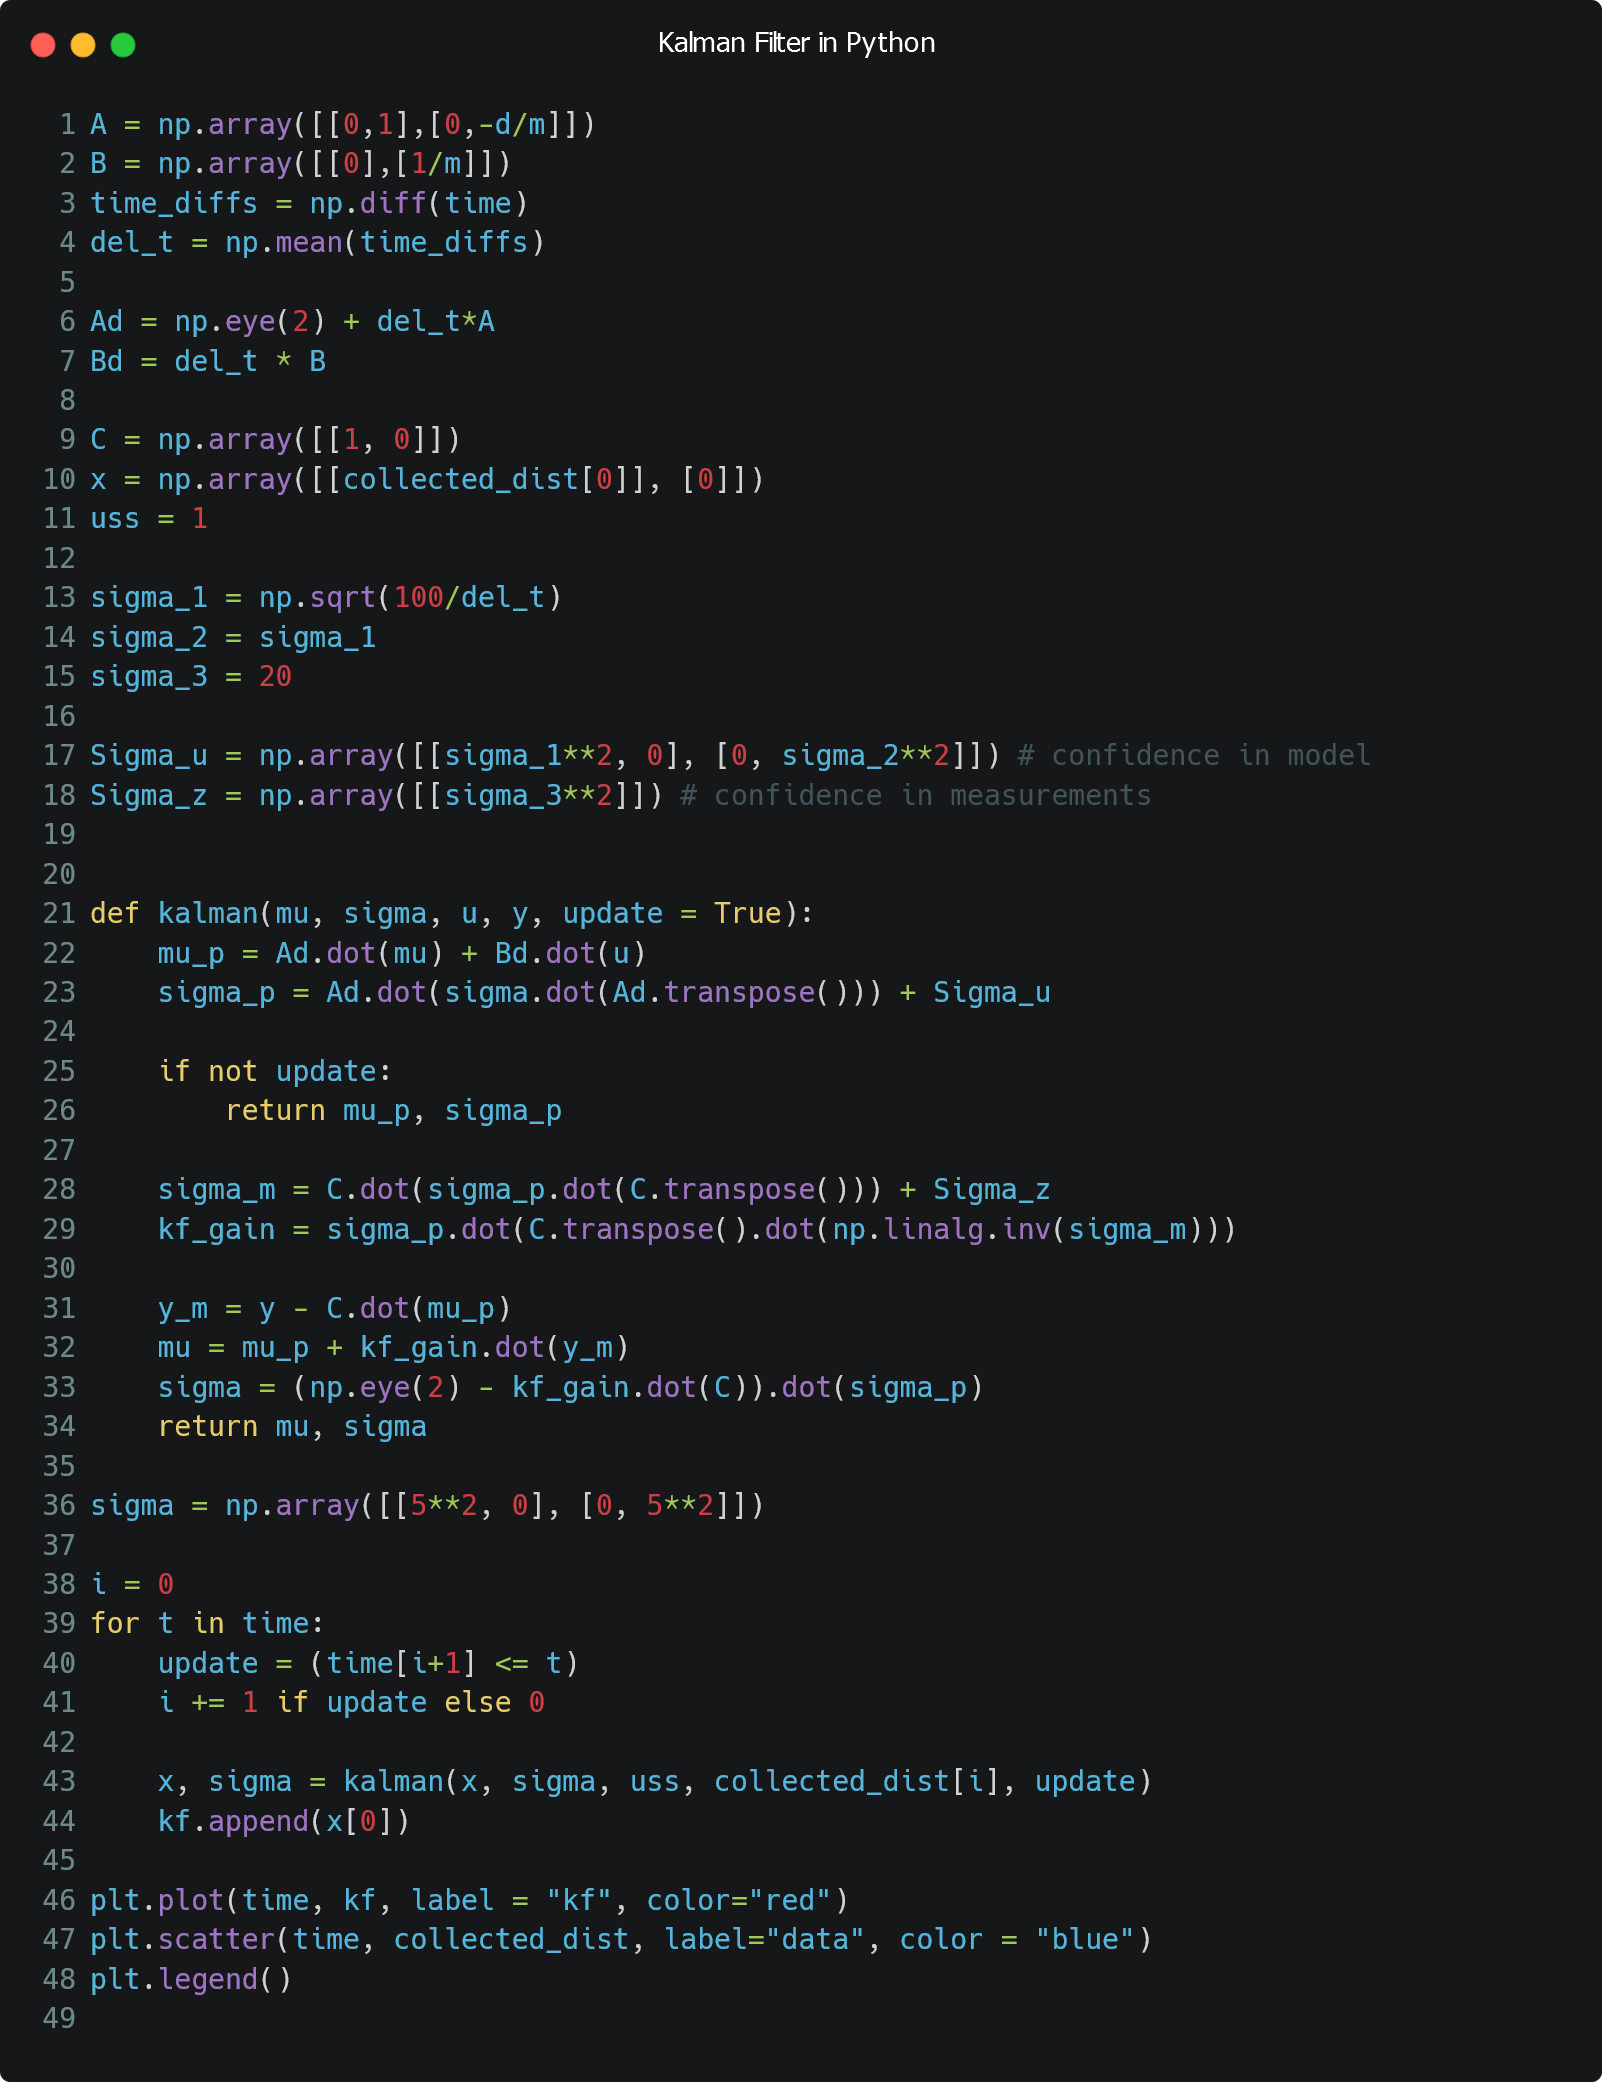 Kalman Filter in Python
1 A = np.array([[0,1],[0,-d/m]])
2 B = np.array([[0],[1/m]])
3 time_diffs = np.diff(time)
4 del_t = np.mean(time_diffs)
5
6 Ad = np.eye(2) + del_t*A
7 Bd = del_t * B
8
9 C = np.array([[1, 0]])
10 x = np.array([[collected_dist[0]], [0]])
11 uss = 1
12
13 sigma_1 = np.sqrt(100/del_t)
14 sigma_2 = sigma_1
15 sigma_3 = 20
16
17 Sigma_u = np.array([[sigma_1**2, 0], [0, sigma_2**2]]) # confidence in model
18 Sigma_z = np.array([[sigma_3**2]]) # confidence in measurements
19
20
21 def kalman(mu, sigma, u, y, update = True):
22     mu_p = Ad.dot(mu) + Bd.dot(u)
23     sigma_p = Ad.dot(sigma.dot(Ad.transpose())) + Sigma_u
24
25     if not update:
26         return mu_p, sigma_p
27
28     sigma_m = C.dot(sigma_p.dot(C.transpose())) + Sigma_z
29     kf_gain = sigma_p.dot(C.transpose().dot(np.linalg.inv(sigma_m)))
30
31     y_m = y - C.dot(mu_p)
32     mu = mu_p + kf_gain.dot(y_m)
33     sigma = (np.eye(2) - kf_gain.dot(C)).dot(sigma_p)
34     return mu, sigma
35
36 sigma = np.array([[5**2, 0], [0, 5**2]])
37
38 i = 0
39 for t in time:
40     update = (time[i+1] <= t)
41     i += 1 if update else 0
42
43     x, sigma = kalman(x, sigma, uss, collected_dist[i], update)
44     kf.append(x[0])
45
46 plt.plot(time, kf, label = "kf", color="red")
47 plt.scatter(time, collected_dist, label="data", color = "blue")
48 plt.legend()
49